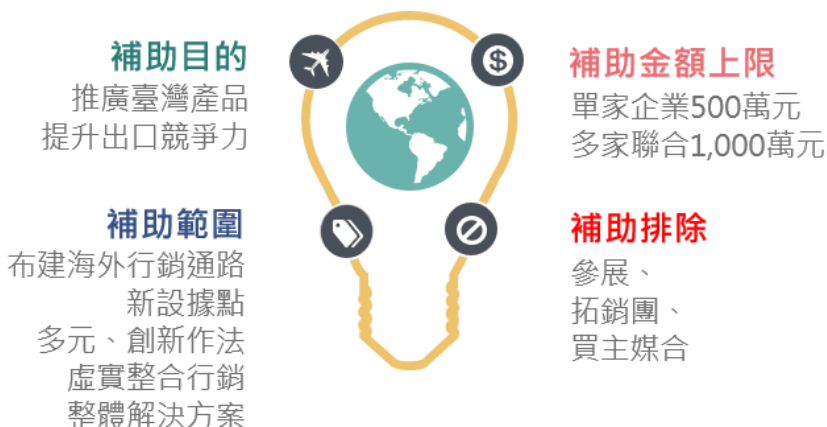 補助目的
推廣臺灣產品
提升出口競爭力
補助金額上限
單家企業500萬元
多家聯合1,000萬元
補助範圍
布建海外行銷通路
新設據點
多元、創新作法
虛實整合行銷
整體解決方案
補助排除
參展、
拓銷團、
買主媒合